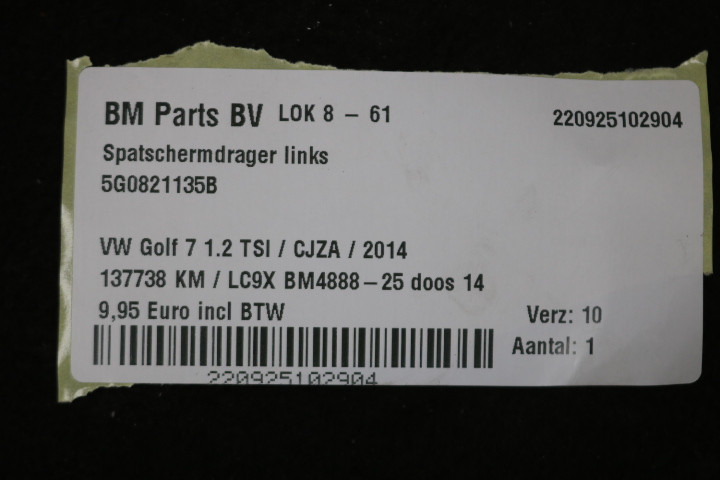 BM Parts BV LOK 8 - 61 220925102904
Spatschermdrager links
5G0821135B
VW Golf 7 1.2 TSI / CJZA / 2014
137738 KM / LC9X BM4888-25 doos 14
9,95 Euro incl BTW Verz: 10
Aantal: 1
220925102904